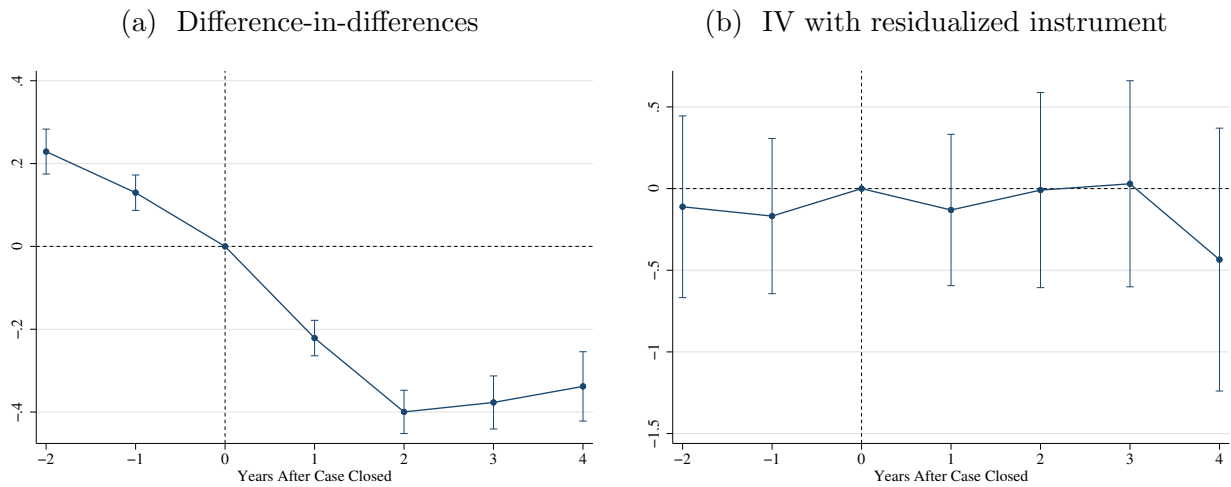 (a) Difference-in-differences
.4
.2
0
-.2
-.4
-2 -1 0 1 2 3 4
Years After Case Closed
(b) IV with residualized instrument
.5
0
-.5
-1
-1.5
-2 -1 0 1 2 3 4
Years After Case Closed